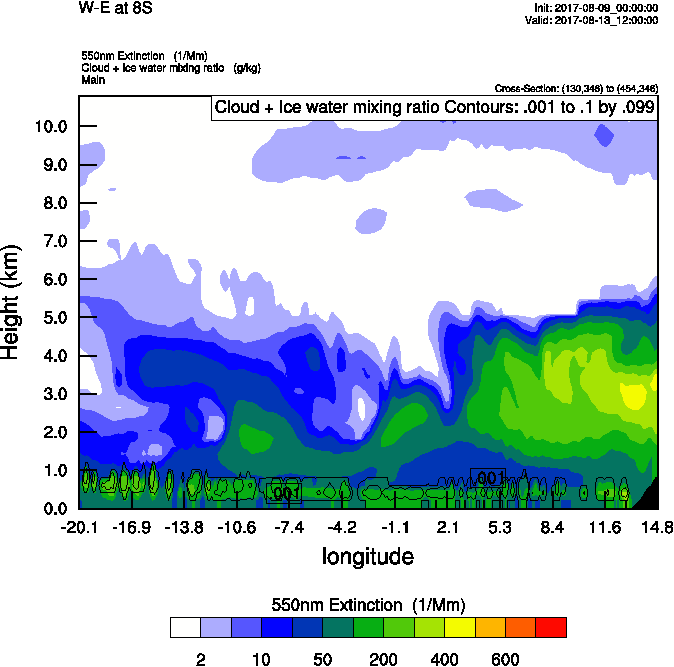 W-E at 8S
Init: 2017-08-09_00:00:00
Valid: 2017-08-13_12:00:00
550nm Extinction (1/Mm)
Cloud + Ice water mixing ratio (g/kg)
Main
Cross-Section: (130,346) to (454,346)
Cloud + Ice water mixing ratio Contours: .001 to .1 by .099
10.0
9.0
8.0
7.0
6.0
5.0
4.0
3.0
2.0
1.0
0.0
Height (km)
.001
.001
-20.1 -16.9 -13.8 -10.6 -7.4 -4.2 -1.1 2.1 5.3 8.4 11.6 14.8
longitude
550nm Extinction (1/Mm)
2 10 50 200 400 600